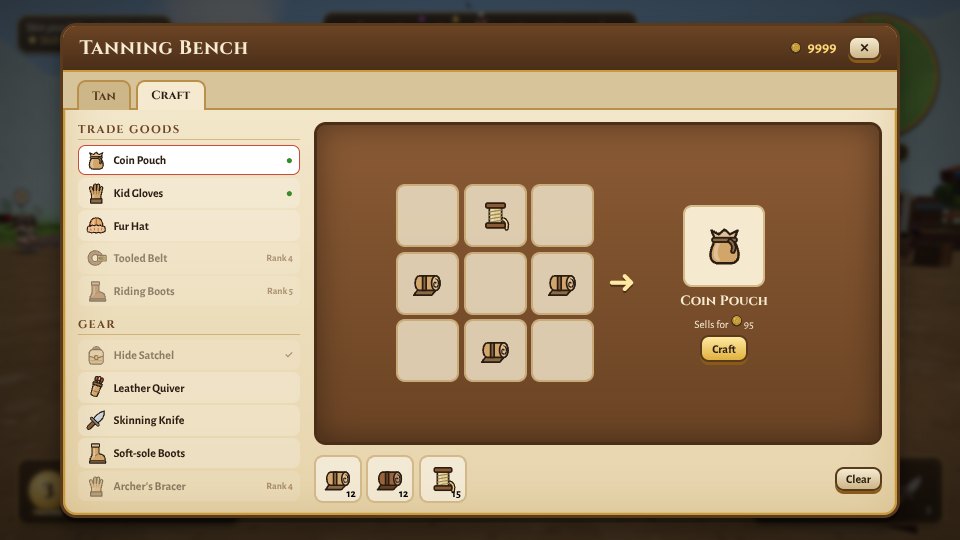 Tanning Bench
9999
×
Tan
Craft
Trade Goods
Coin Pouch
Kid Gloves
Fur Hat
Tooled Belt Rank 4
Riding Boots Rank 5
Gear
Hide Satchel
Leather Quiver
Skinning Knife
Soft-sole Boots
Archer's Bracer Rank 4
Coin Pouch
Sells for 95
Craft
12
12
15
Clear